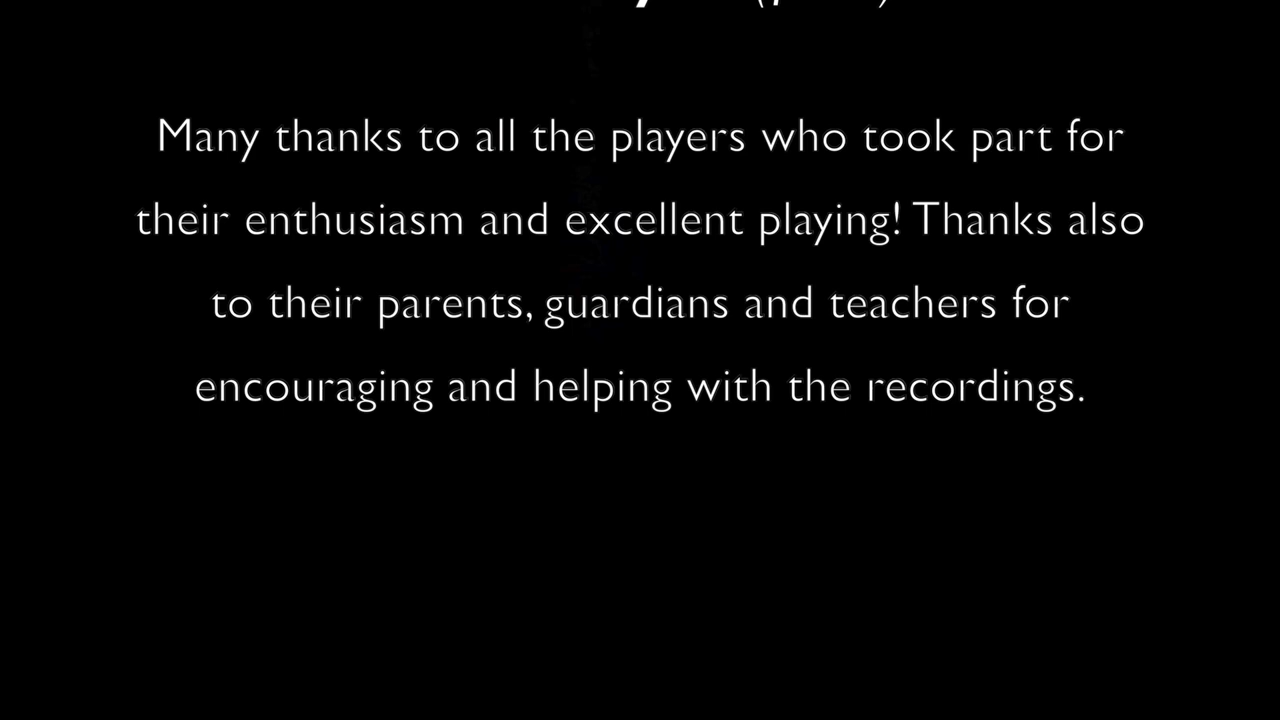 Many thanks to all the players who took part for
their enthusiasm and excellent playing! Thanks also
to their parents, guardians and teachers for
encouraging and helping with the recordings.